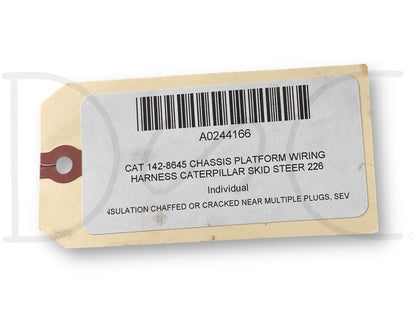 A0244166
CAT 142-8645 CHASSIS PLATFORM WIRING
HARNESS CATERPILLAR SKID STEER 226
Individual
NSULATION CHAFFED OR CRACKED NEAR MULTIPLE PLUGS, SEV